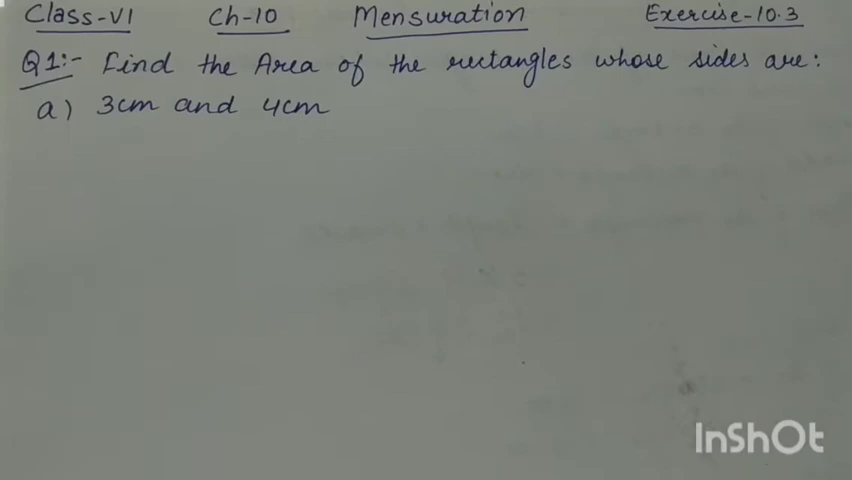 Class-VI Ch-10 Mensuration Exercise-10.3
Q1:- Find the Area of the rectangles whose sides are:
a) 3cm and 4cm
InShOt